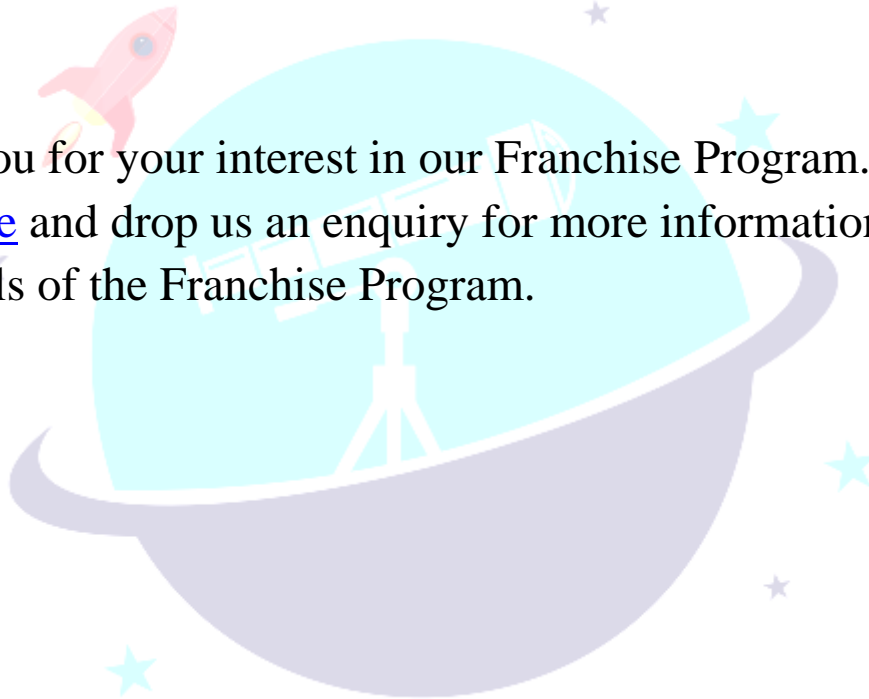 ou for your interest in our Franchise Program.
e and drop us an enquiry for more information
ls of the Franchise Program.